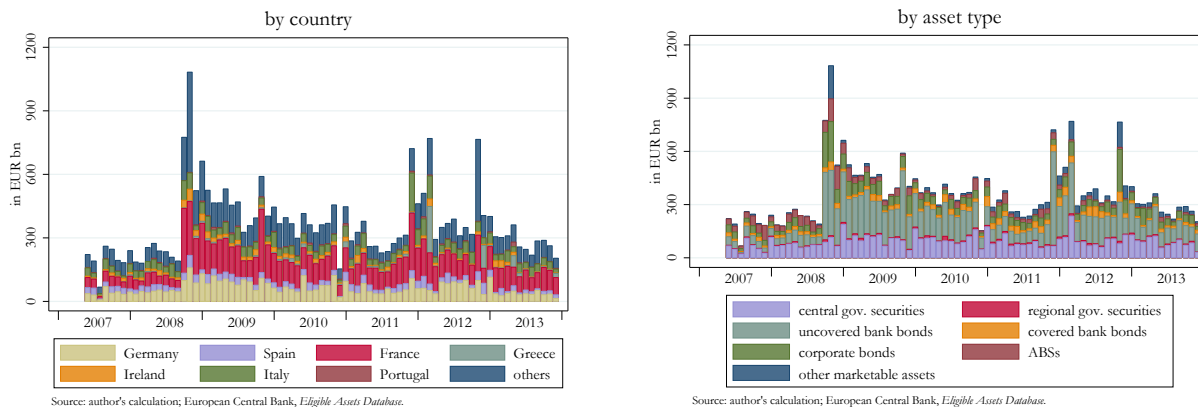 by country
in EUR bn
1200
900
600
300
0
2007 2008 2009 2010 2011 2012 2013
Germany Spain France Greece
Ireland Italy Portugal others
Source: author's calculation; European Central Bank, Eligible Assets Database.
by asset type
in EUR bn
1200
900
600
300
0
2007 2008 2009 2010 2011 2012 2013
central gov. securities regional gov. securities
uncovered bank bonds covered bank bonds
corporate bonds ABSs
other marketable assets
Source: author's calculation; European Central Bank, Eligible Assets Database.